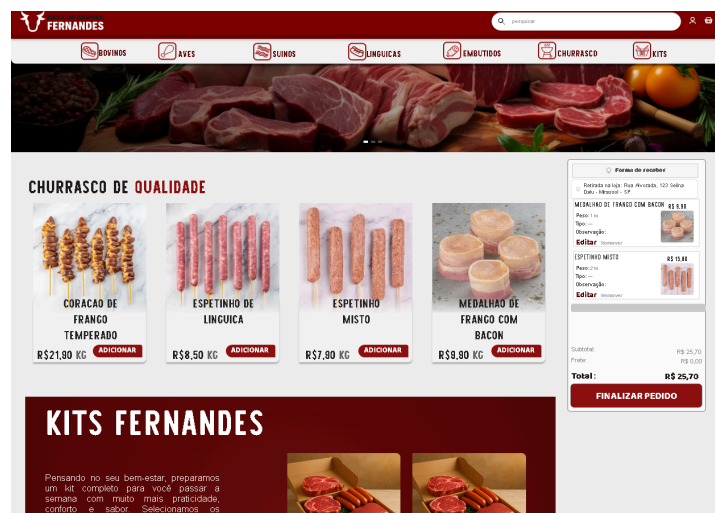 FERNANDES
pesquisar
BOVINOS
AVES
SUINOS
LINGUICAS
EMBUTIDOS
CHURRASCO
KITS
CHURRASCO DE QUALIDADE
CORACAO DE
FRANGO
TEMPERADO
R$21,90 KG
ADICIONAR
ESPETINHO DE
LINGUICA
R$8,50 KG
ADICIONAR
ESPETINHO
MISTO
R$7,90 KG
ADICIONAR
MEDALHAO DE
FRANGO COM
BACON
R$9,90 KG
ADICIONAR
Forma de receber
Retirada na loja: Rua Alvorada, 123 Selina
Dalu - Mirassol - SP
MEDALHAO DE FRANGO COM BACON R$ 9,90
Peso:
Tipo: --
Observação:
Editar Remover
ESPETINHO MISTO R$ 15,80
Peso:
Tipo: --
Observação:
Editar Remover
Subtotal: R$ 25,70
Frete: R$ 0,00
Total: R$ 25,70
FINALIZAR PEDIDO
KITS FERNANDES
Pensando no seu bem-estar, preparamos
um kit completo para você passar a
semana com muito mais praticidade,
conforto e sabor. Selecionamos os